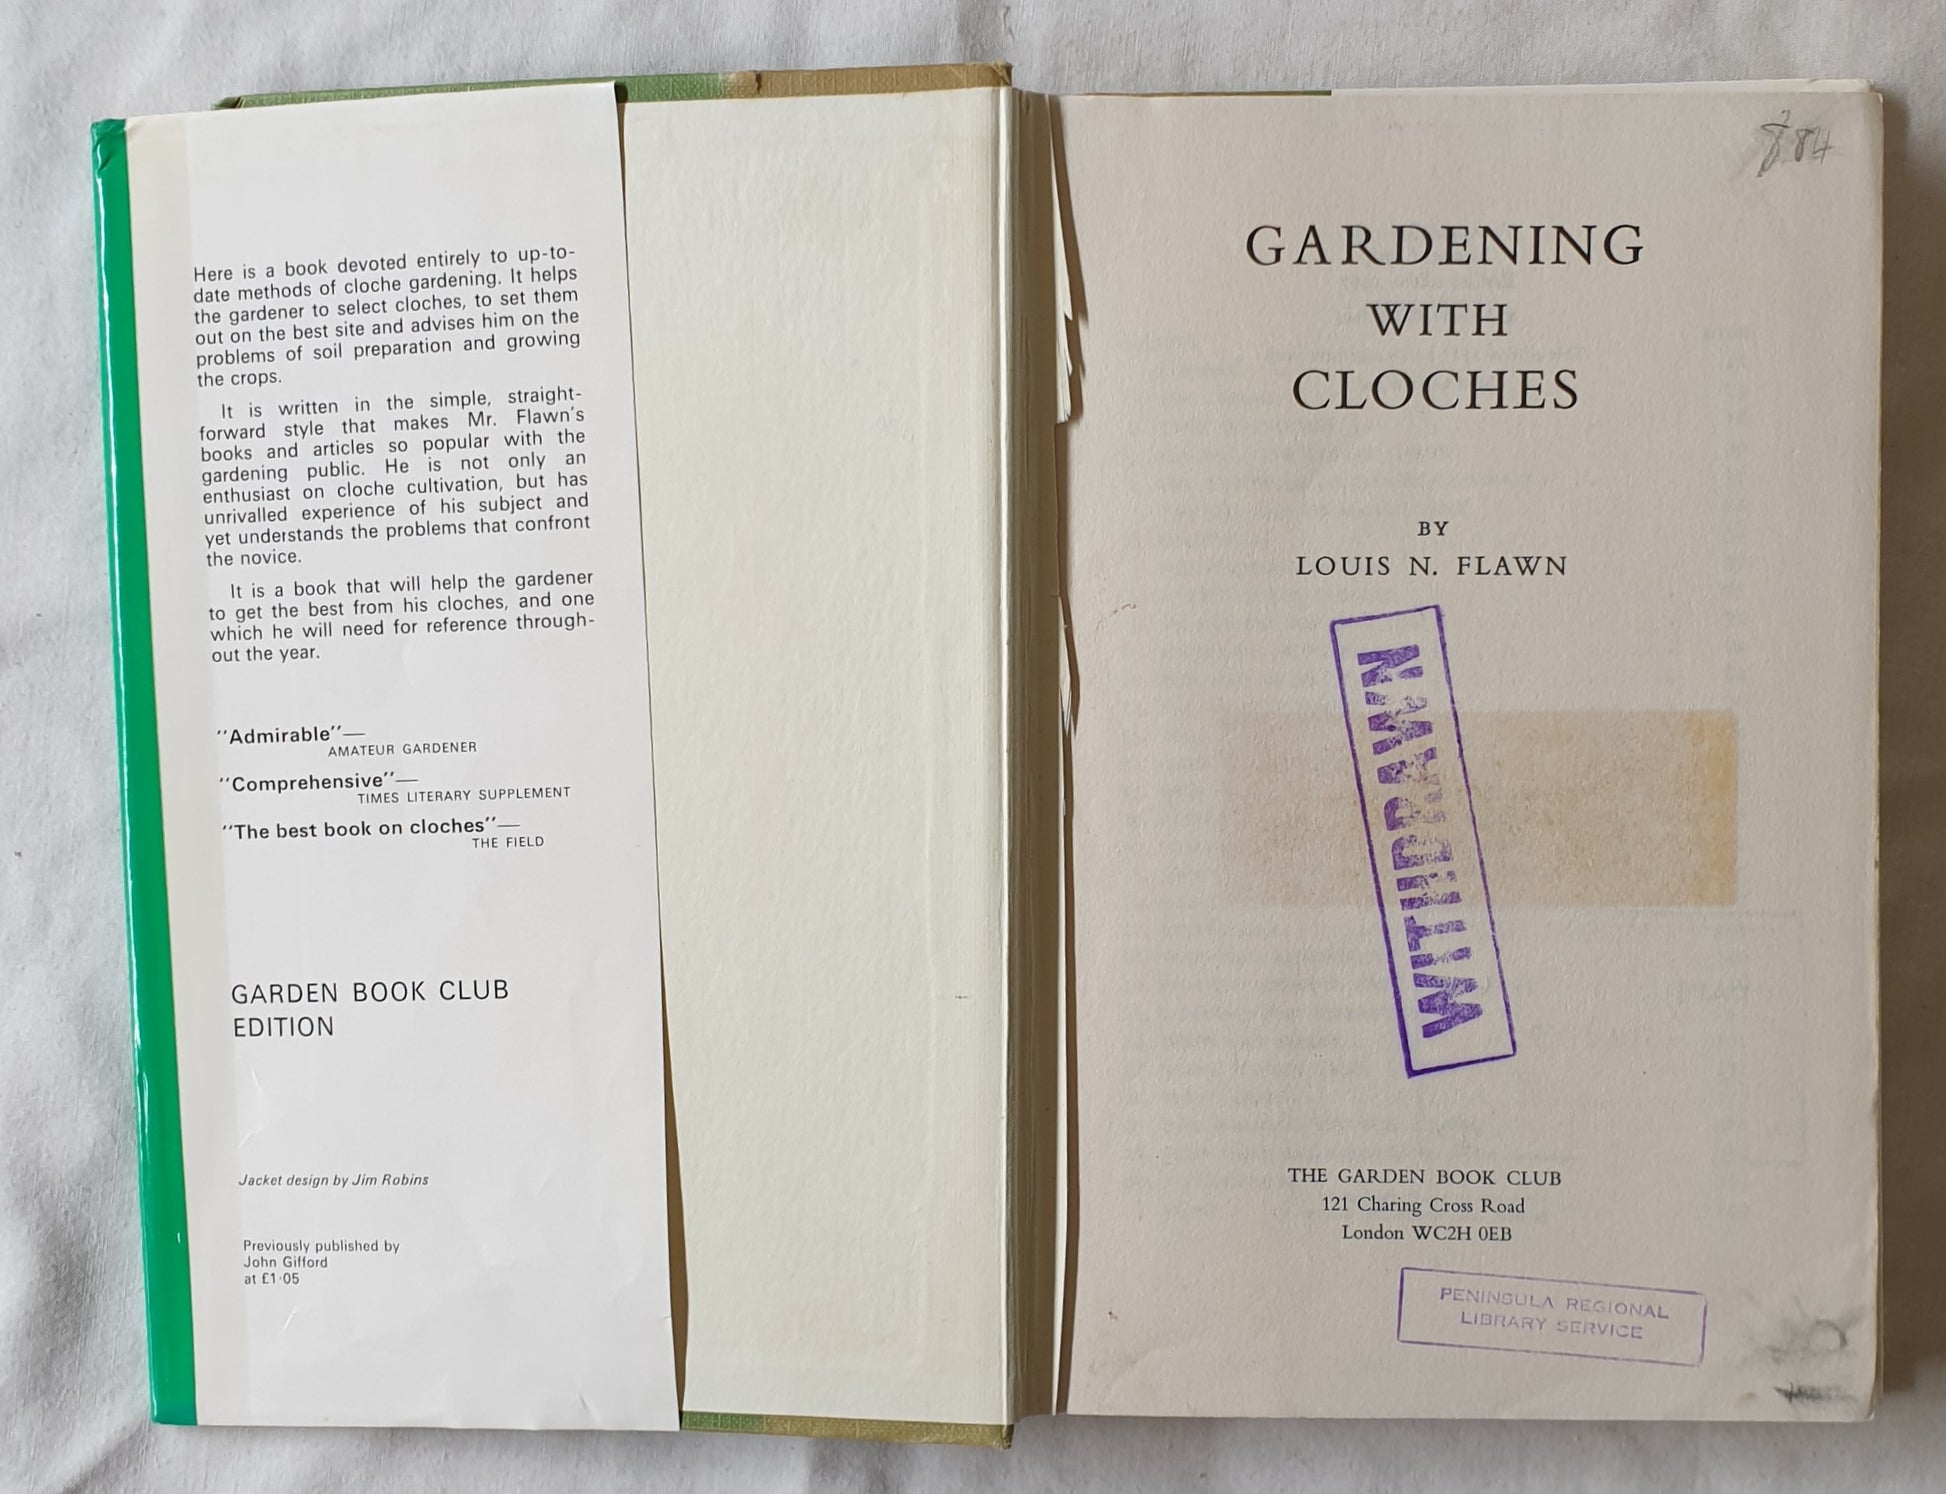 Here is a book devoted entirely to up-to-
date methods of cloche gardening. It helps
the gardener to select cloches, to set them
out on the best site and advises him on the
problems of soil preparation and growing
the crops.
It is written in the simple, straight-
forward style that makes Mr. Flawn's
books and articles so popular with the
gardening public. He is not only an
enthusiast on cloche cultivation, but has
unrivalled experience of his subject and
yet understands the problems that confront
the novice.
It is a book that will help the gardener
to get the best from his cloches, and one
which he will need for reference through-
out the year.
"Admirable"—
AMATEUR GARDENER
"Comprehensive"—
TIMES LITERARY SUPPLEMENT
"The best book on cloches"—
THE FIELD
GARDEN BOOK CLUB
EDITION
Jacket design by Jim Robins
Previously published by
John Gifford
at £1·05
GARDENING
WITH
CLOCHES
BY
LOUIS N. FLAWN
WITHDRAWN
THE GARDEN BOOK CLUB
121 Charing Cross Road
London WC2H 0EB
PENINSULA REGIONAL
LIBRARY SERVICE